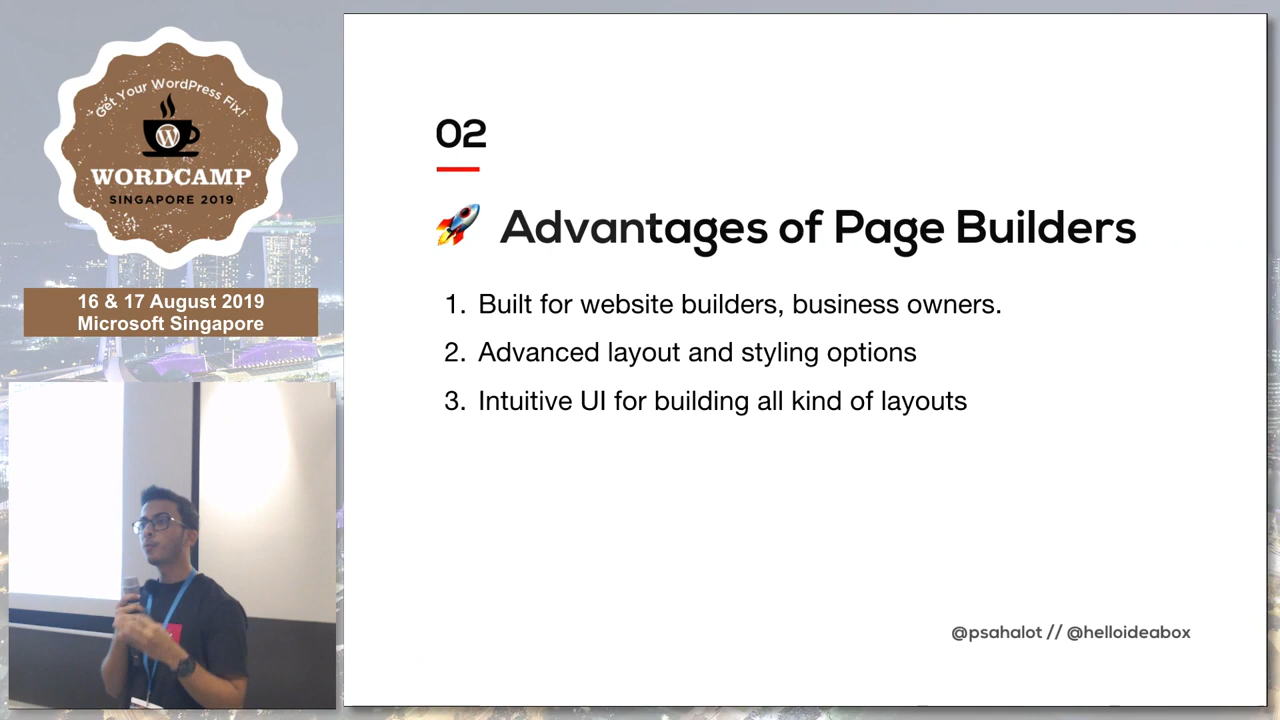 Get Your WordPress Fix!
WORDCAMP
SINGAPORE 2019
16 & 17 August 2019
Microsoft Singapore
02
Advantages of Page Builders
1. Built for website builders, business owners.
2. Advanced layout and styling options
3. Intuitive UI for building all kind of layouts
@psahalot // @helloideabox